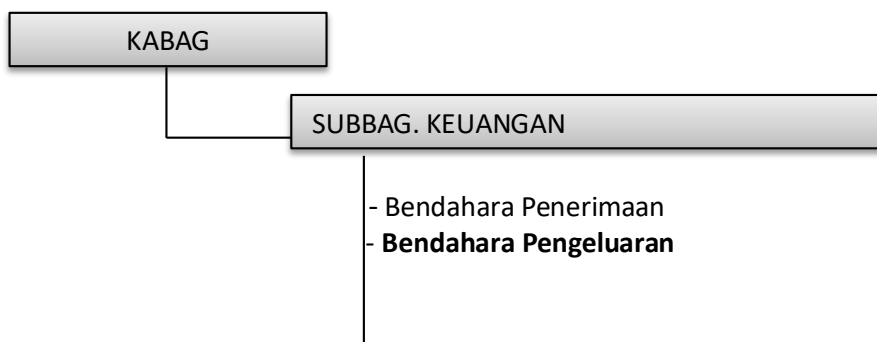 KABAG
SUBBAG. KEUANGAN
- Bendahara Penerimaan
- Bendahara Pengeluaran